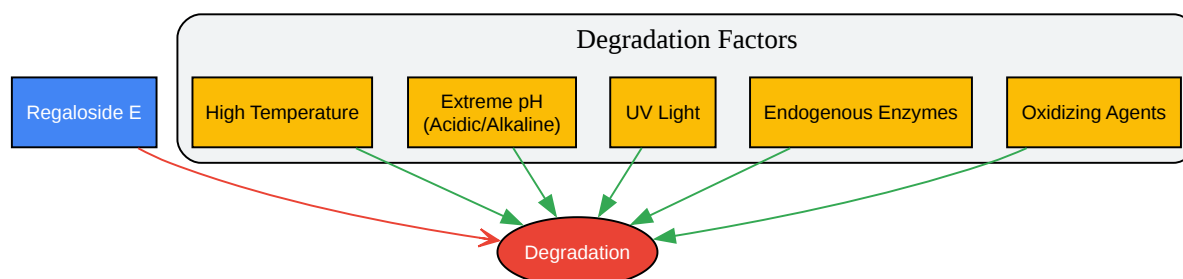 Degradation Factors
Regaloside E
High Temperature
Extreme pH
(Acidic/Alkaline)
UV Light
Endogenous Enzymes
Oxidizing Agents
Degradation